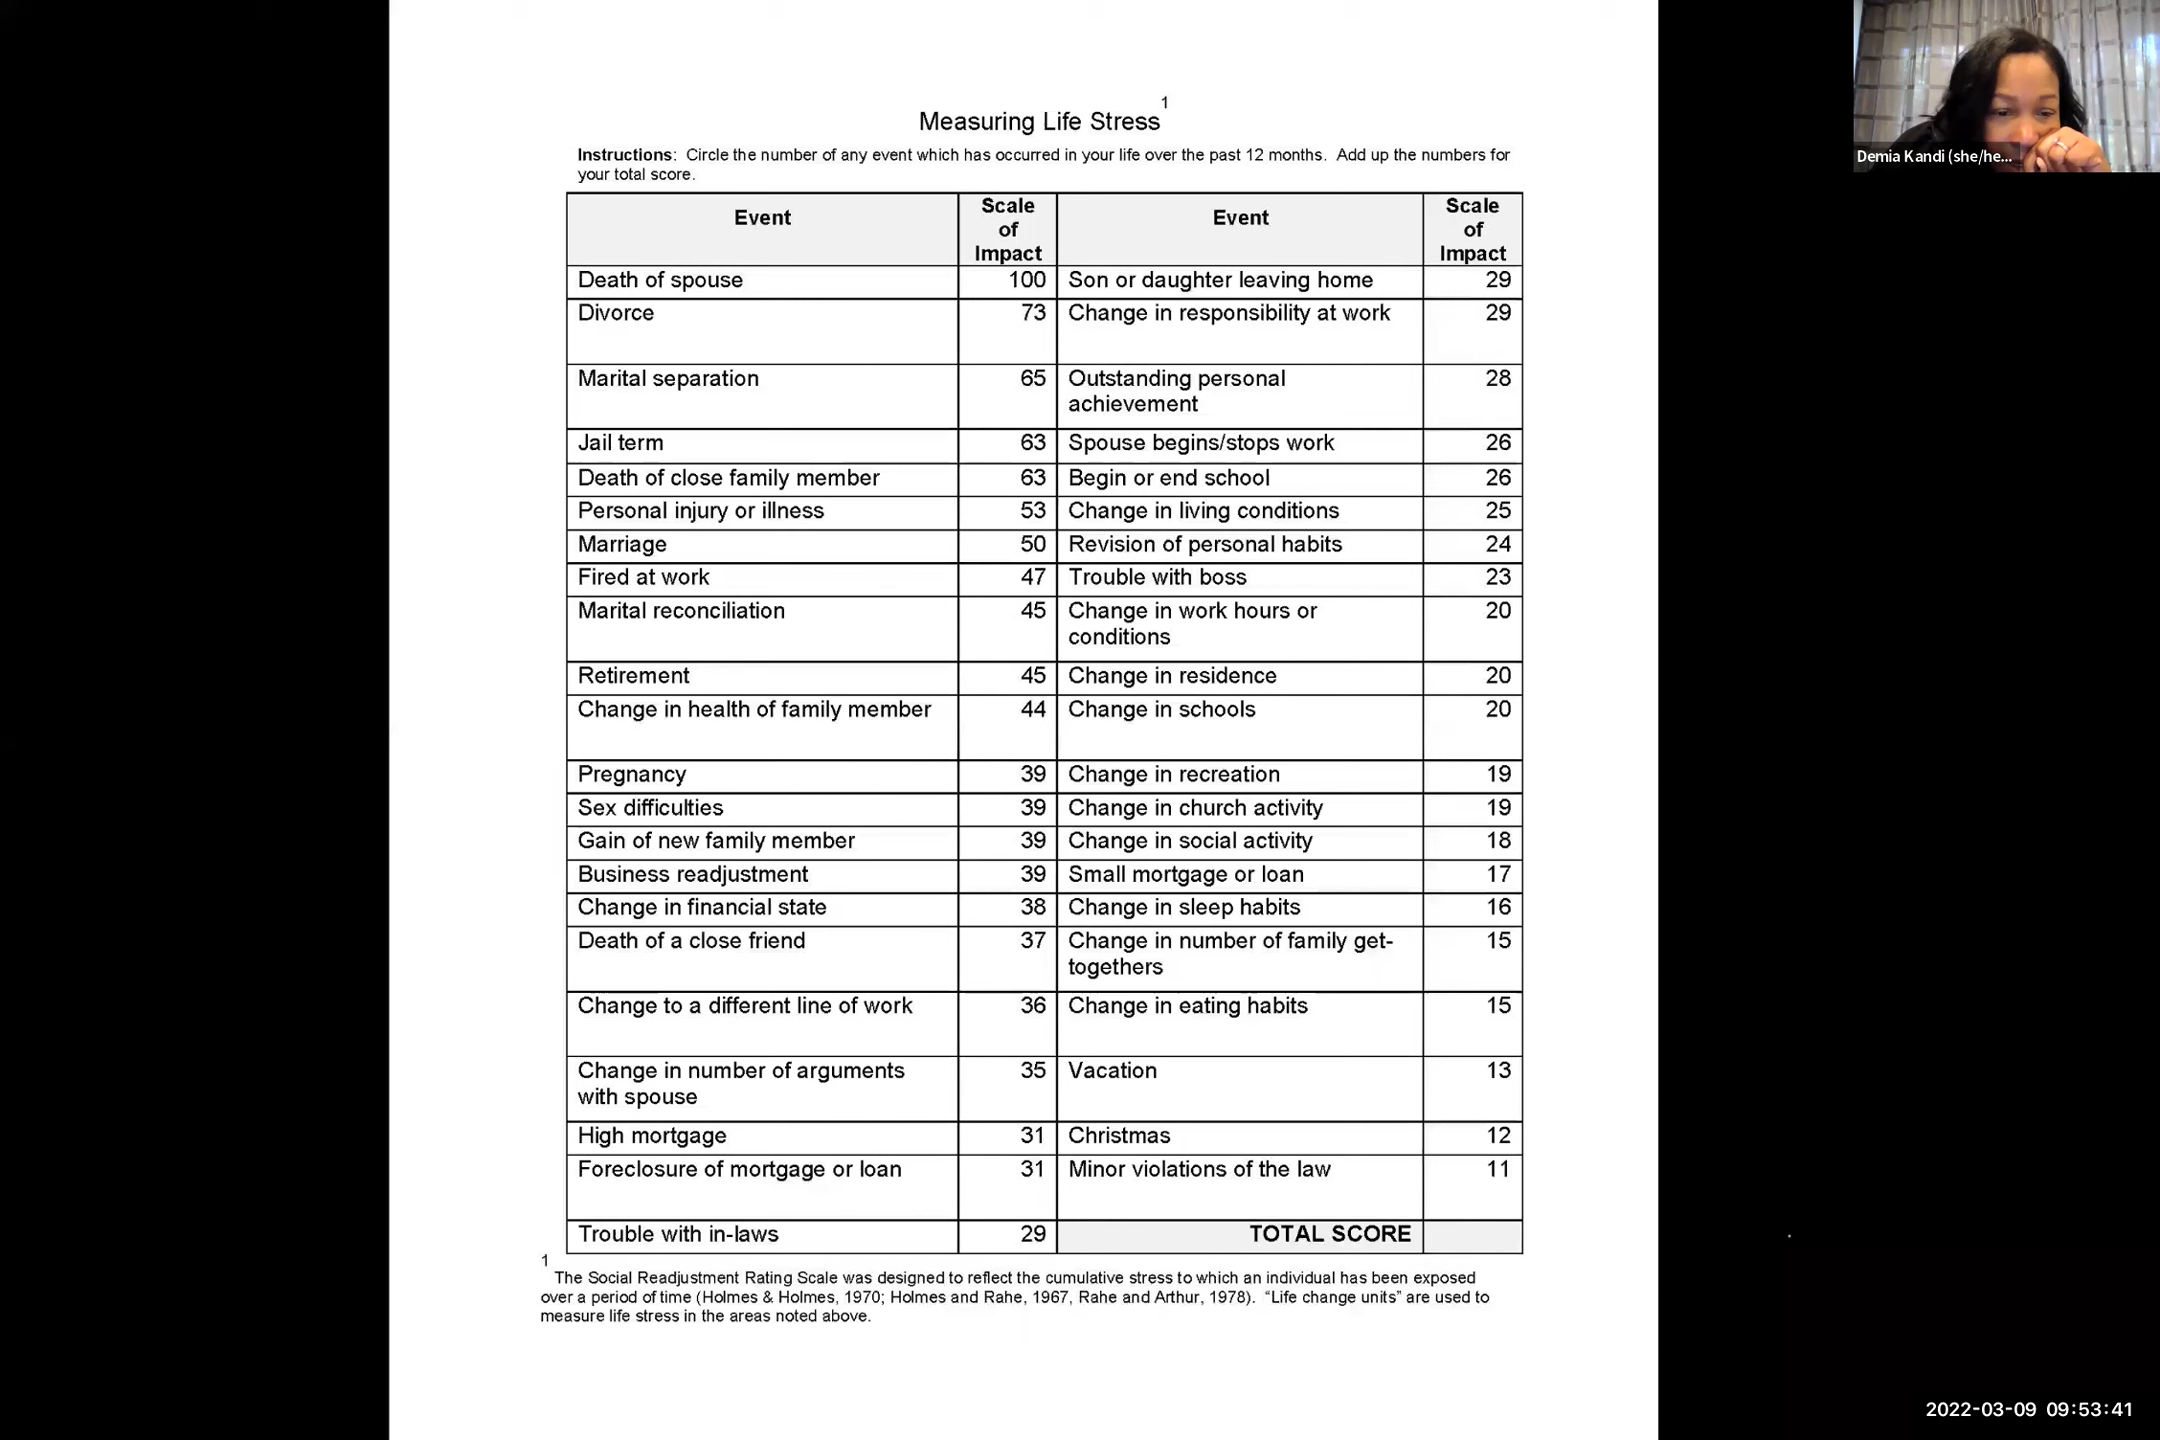 Measuring Life Stress1
Instructions: Circle the number of any event which has occurred in your life over the past 12 months. Add up the numbers for
your total score.
Event Scale of Impact Event Scale of Impact
Death of spouse 100 Son or daughter leaving home 29
Divorce 73 Change in responsibility at work 29
Marital separation 65 Outstanding personal achievement 28
Jail term 63 Spouse begins/stops work 26
Death of close family member 63 Begin or end school 26
Personal injury or illness 53 Change in living conditions 25
Marriage 50 Revision of personal habits 24
Fired at work 47 Trouble with boss 23
Marital reconciliation 45 Change in work hours or conditions 20
Retirement 45 Change in residence 20
Change in health of family member 44 Change in schools 20
Pregnancy 39 Change in recreation 19
Sex difficulties 39 Change in church activity 19
Gain of new family member 39 Change in social activity 18
Business readjustment 39 Small mortgage or loan 17
Change in financial state 38 Change in sleep habits 16
Death of a close friend 37 Change in number of family get-togethers 15
Change to a different line of work 36 Change in eating habits 15
Change in number of arguments with spouse 35 Vacation 13
High mortgage 31 Christmas 12
Foreclosure of mortgage or loan 31 Minor violations of the law 11
Trouble with in-laws 29 TOTAL SCORE
1
The Social Readjustment Rating Scale was designed to reflect the cumulative stress to which an individual has been exposed
over a period of time (Holmes & Holmes, 1970; Holmes and Rahe, 1967, Rahe and Arthur, 1978). “Life change units” are used to
measure life stress in the areas noted above.
Demia Kandi (she/he...
2022-03-09 09:53:41